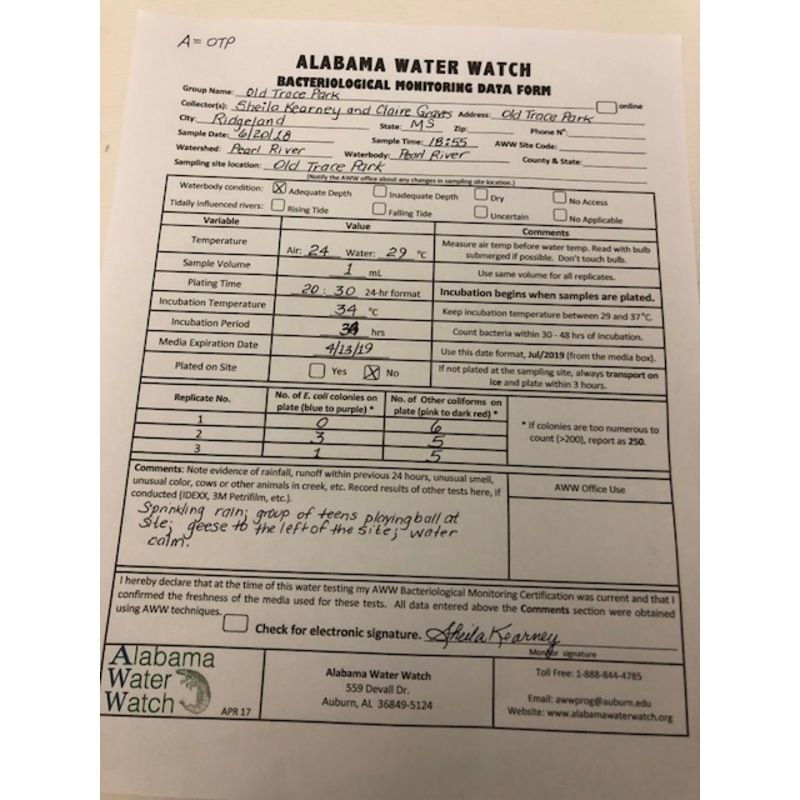 A = OTP
ALABAMA WATER WATCH
BACTERIOLOGICAL MONITORING DATA FORM
Group Name: Old Trace Park online
Collector(s): Sheila Kearney and Claire Graves Address: Old Trace Park
City: Ridgeland State: MS Zip: Phone N°:
Sample Date: 6/20/18 Sample Time: 18:55 AWW Site Code:
Watershed: Pearl River Waterbody: Pearl River County & State:
Sampling site location: Old Trace Park
(Notify the AWW office about any changes in sampling site location.)
Waterbody condition: X Adequate Depth Inadequate Depth Dry No Access
Tidally influenced rivers: Rising Tide Falling Tide Uncertain No Applicable
Variable Value Comments
Temperature Air: 24 Water: 29 °C Measure air temp before water temp. Read with bulb
submerged if possible. Don't touch bulb.
Sample Volume 1 mL Use same volume for all replicates.
Plating Time 20:30 24-hr format Incubation begins when samples are plated.
Incubation Temperature 34 °C Keep incubation temperature between 29 and 37°C.
Incubation Period hrs Count bacteria within 30 - 48 hrs of incubation.
Media Expiration Date 4/13/19 Use this date format, Jul/2019 (from the media box).
Plated on Site Yes X No If not plated at the sampling site, always transport on
ice and plate within 3 hours.
Replicate No. No. of E. coli colonies on No. of Other coliforms on
plate (blue to purple) * plate (pink to dark red) *
1 0 6
2 3 5
3 1 5
* If colonies are too numerous to
count (>200), report as 250.
Comments: Note evidence of rainfall, runoff within previous 24 hours, unusual smell,
unusual color, cows or other animals in creek, etc. Record results of other tests here, if
conducted (IDEXX, 3M Petrifilm, etc.).
Sprinkling rain; group of teens playing ball at
site; geese to the left of the site; water
calm.
AWW Office Use
I hereby declare that at the time of this water testing my AWW Bacteriological Monitoring Certification was current and that I
confirmed the freshness of the media used for these tests. All data entered above the Comments section were obtained
using AWW techniques.
Check for electronic signature. Sheila Kearney
Monitor signature
Alabama
Water
Watch
APR 17
Alabama Water Watch
559 Devall Dr.
Auburn, AL 36849-5124
Toll Free: 1-888-844-4785
Email: awwprog@auburn.edu
Website: www.alabamawaterwatch.org